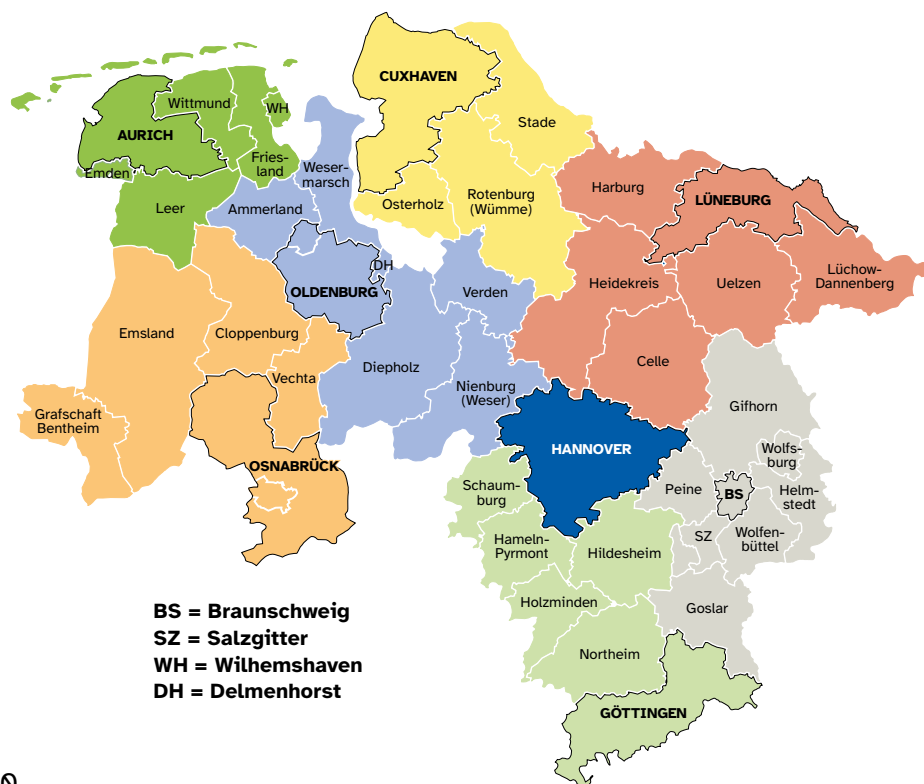 CUXHAVEN
Wittmund
WH
Stade
AURICH
Fries-
land
Emden
Weser-
marsch
Harburg
Rotenburg
(Wümme)
LÜNEBURG
Osterholz
Leer
Ammerland
DH
Lüchow-
Dannenberg
Heidekreis
Uelzen
OLDENBURG
Verden
Emsland
Cloppenburg
Celle
Diepholz
Vechta
Nienburg
(Weser)
Gifhorn
Grafschaft
Bentheim
HANNOVER
Wolfs-
burg
OSNABRÜCK
Schaum-
burg
Peine
BS
Helm-
stedt
SZ
Wolfen-
büttel
Hameln-
Pyrmont
Hildesheim
Holzminden
Goslar
BS = Braunschweig
SZ = Salzgitter
WH = Wilhemshaven
DH = Delmenhorst
Northeim
GÖTTINGEN